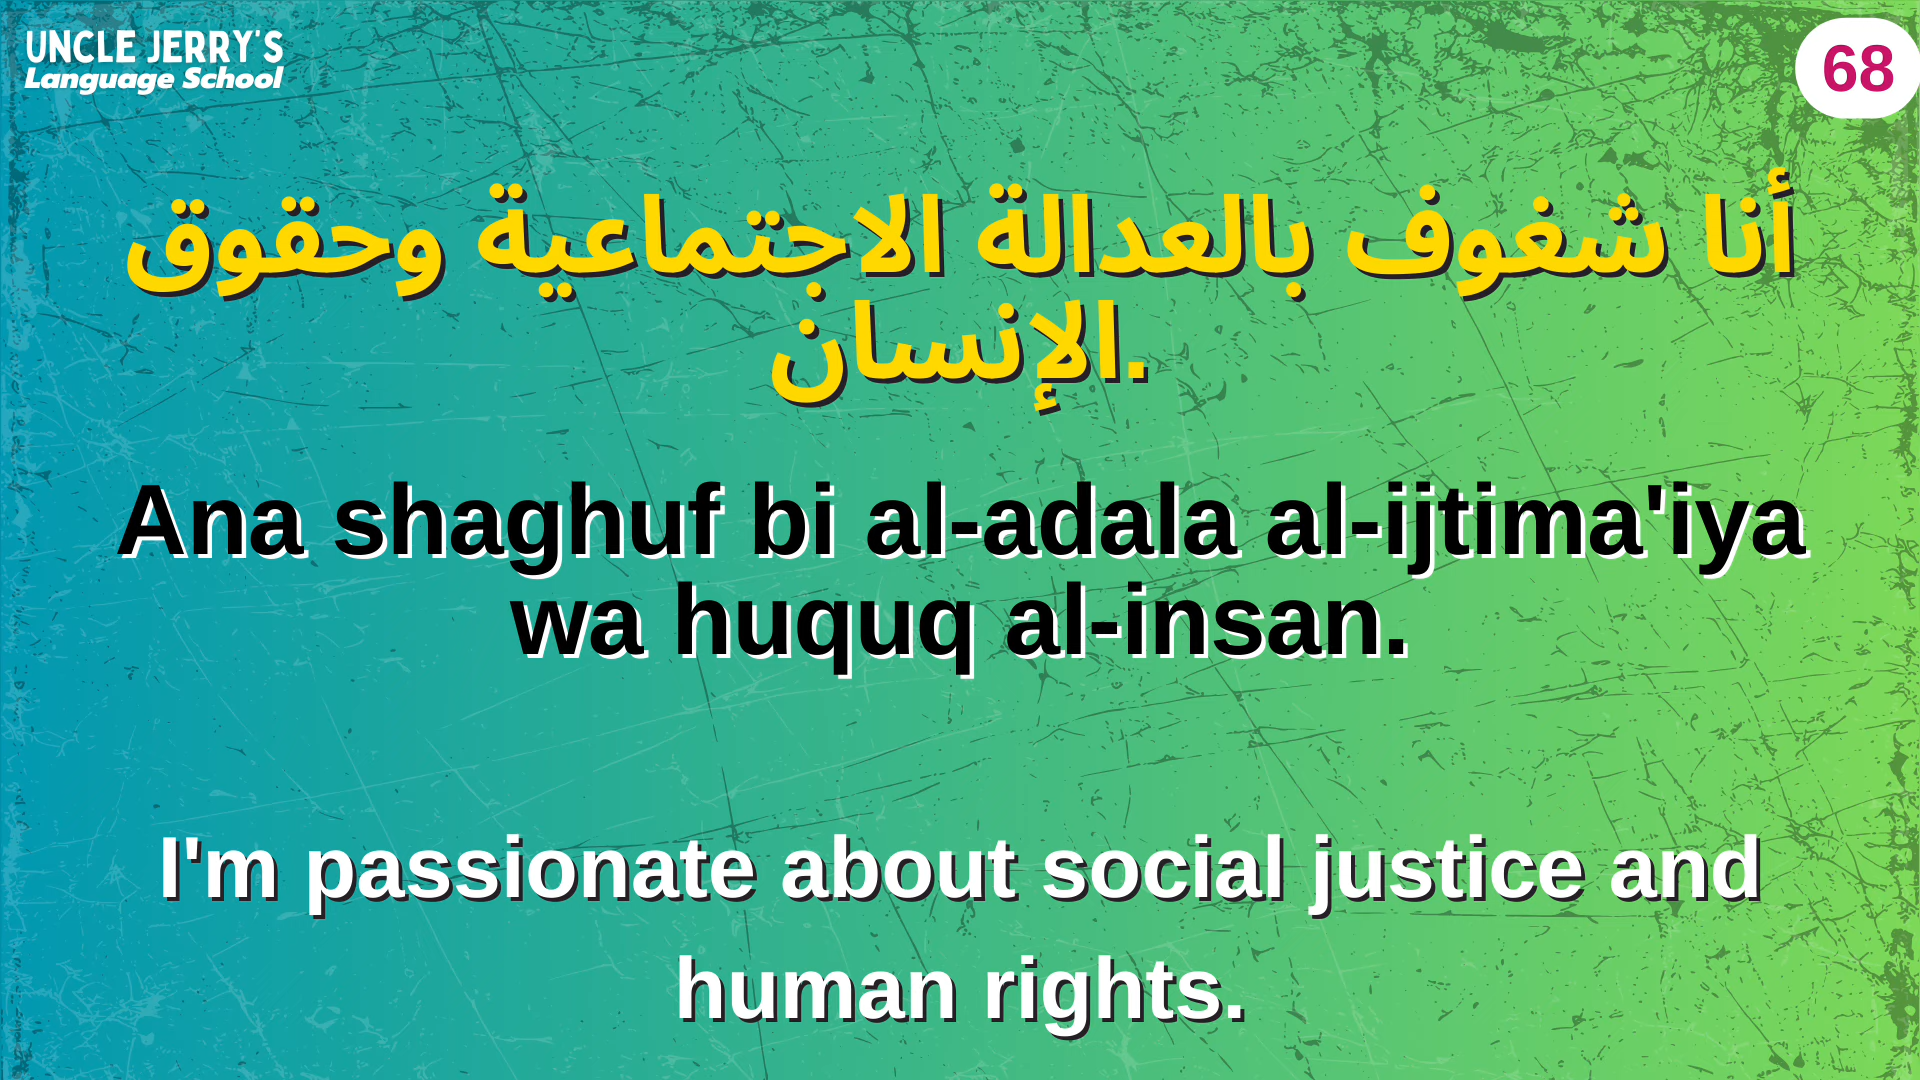 UNCLE JERRY'S
Language School
68
أنا شغوف بالعدالة الاجتماعية وحقوق
الإنسان.
Ana shaghuf bi al-adala al-ijtima'iya
wa huquq al-insan.
I'm passionate about social justice and
human rights.